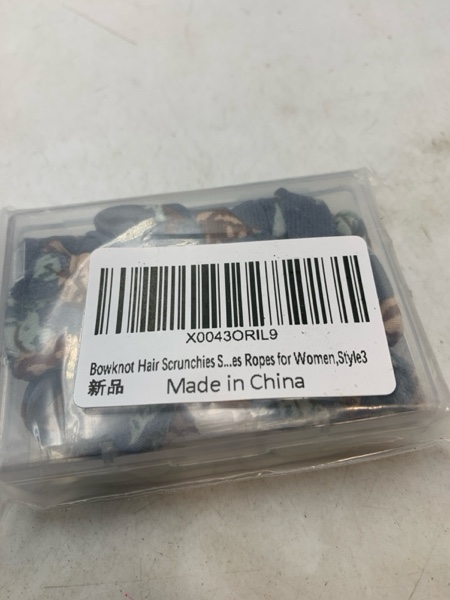 X0043ORIL9
Bowknot Hair Scrunchies S...es Ropes for Women,Style3
新品
Made in China